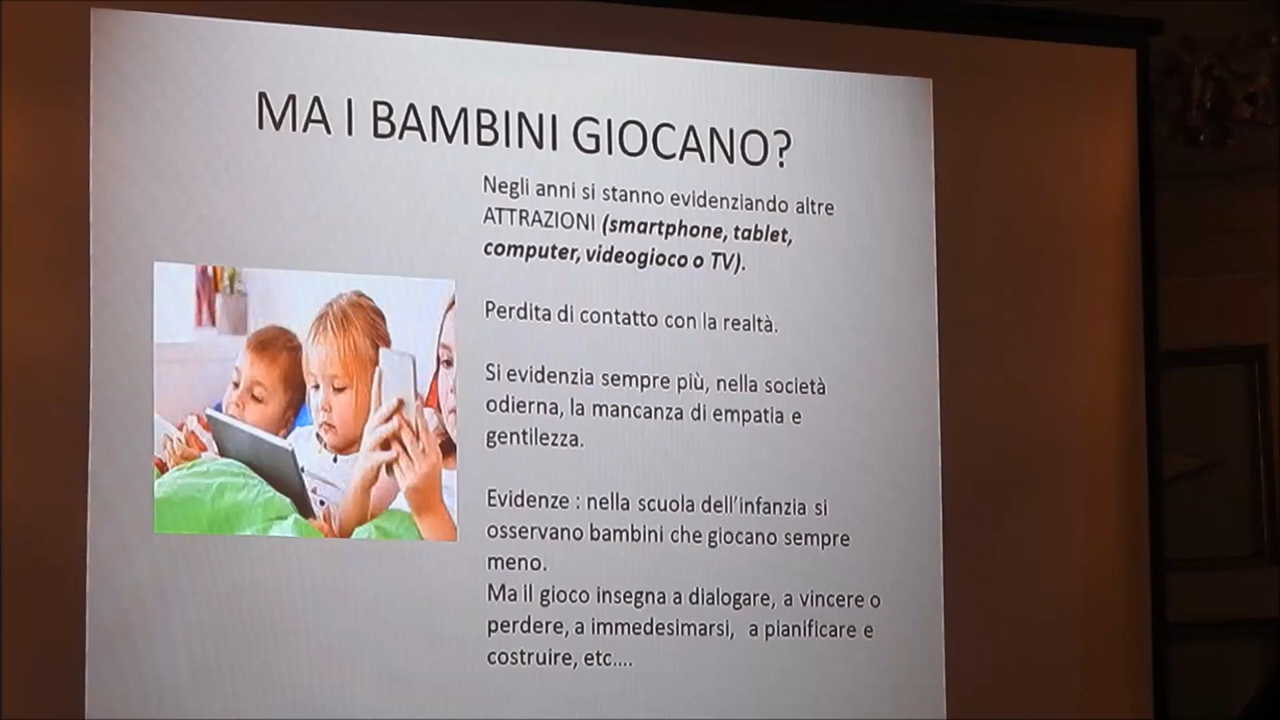 MA I BAMBINI GIOCANO?
Negli anni si stanno evidenziando altre
ATTRAZIONI (smartphone, tablet,
computer, videogioco o TV).
Perdita di contatto con la realtà.
Si evidenzia sempre più, nella società
odierna, la mancanza di empatia e
gentilezza.
Evidenze : nella scuola dell'infanzia si
osservano bambini che giocano sempre
meno.
Ma il gioco insegna a dialogare, a vincere o
perdere, a immedesimarsi, a pianificare e
costruire, etc....